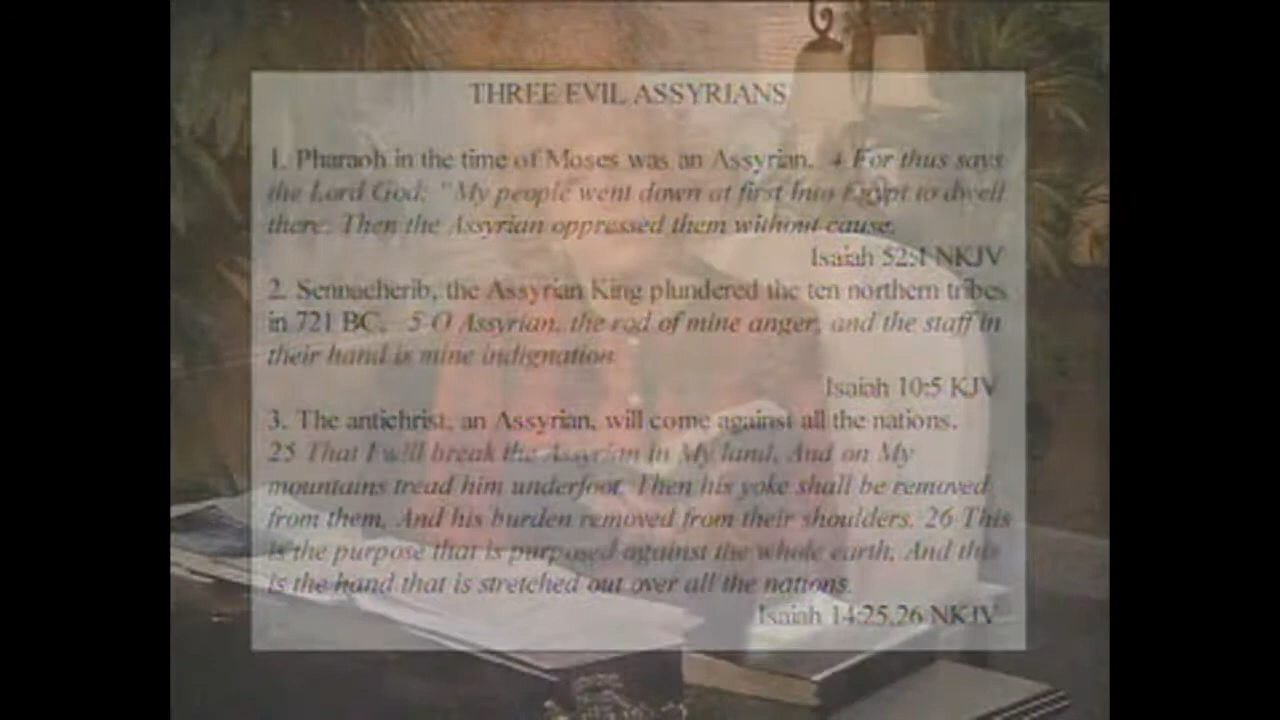 THREE EVIL ASSYRIANS
1. Pharaoh in the time of Moses was an Assyrian. 4 For thus says
the Lord God: "My people went down at first Into Egypt to dwell
there; Then the Assyrian oppressed them without cause.
Isaiah 52:4 NKJV
2. Sennacherib, the Assyrian King plundered the ten northern tribes
in 721 BC. 5 O Assyrian, the rod of mine anger, and the staff in
their hand is mine indignation.
Isaiah 10:5 KJV
3. The antichrist, an Assyrian, will come against all the nations.
25 That I will break the Assyrian in My land, And on My
mountains tread him underfoot. Then his yoke shall be removed
from them, And his burden removed from their shoulders. 26 This
is the purpose that is purposed against the whole earth, And this
is the hand that is stretched out over all the nations.
Isaiah 14:25,26 NKJV